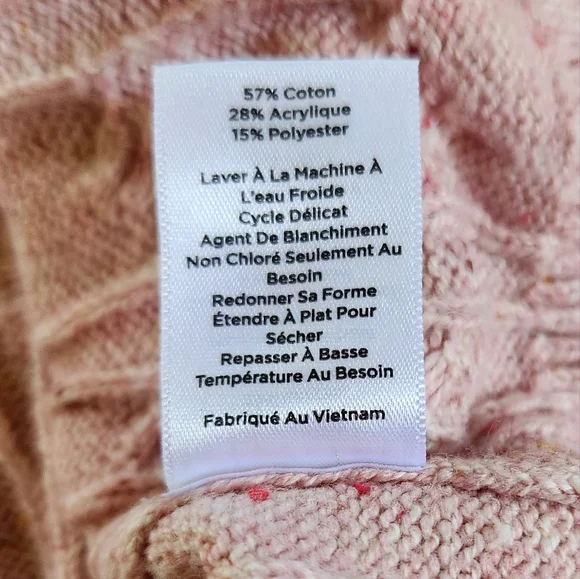 57% Coton
28% Acrylique
15% Polyester
Laver À La Machine À
L'eau Froide
Cycle Délicat
Agent De Blanchiment
Non Chloré Seulement Au
Besoin
Redonner Sa Forme
Étendre À Plat Pour
Sécher
Repasser À Basse
Température Au Besoin
Fabriqué Au Vietnam